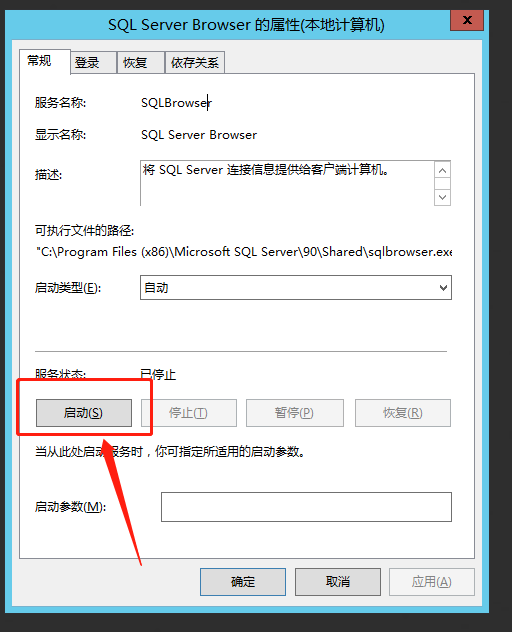 SQL Server Browser 的属性(本地计算机)
x
常规 登录 恢复 依存关系
服务名称: SQLBrowser
显示名称: SQL Server Browser
描述: 将 SQL Server 连接信息提供给客户端计算机。
可执行文件的路径:
"C:\Program Files (x86)\Microsoft SQL Server\90\Shared\sqlbrowser.exe
启动类型(E): 自动
服务状态: 已停止
启动(S) 停止(T) 暂停(P) 恢复(R)
当从此处启动服务时，你可指定所适用的启动参数。
启动参数(M):
确定 取消 应用(A)